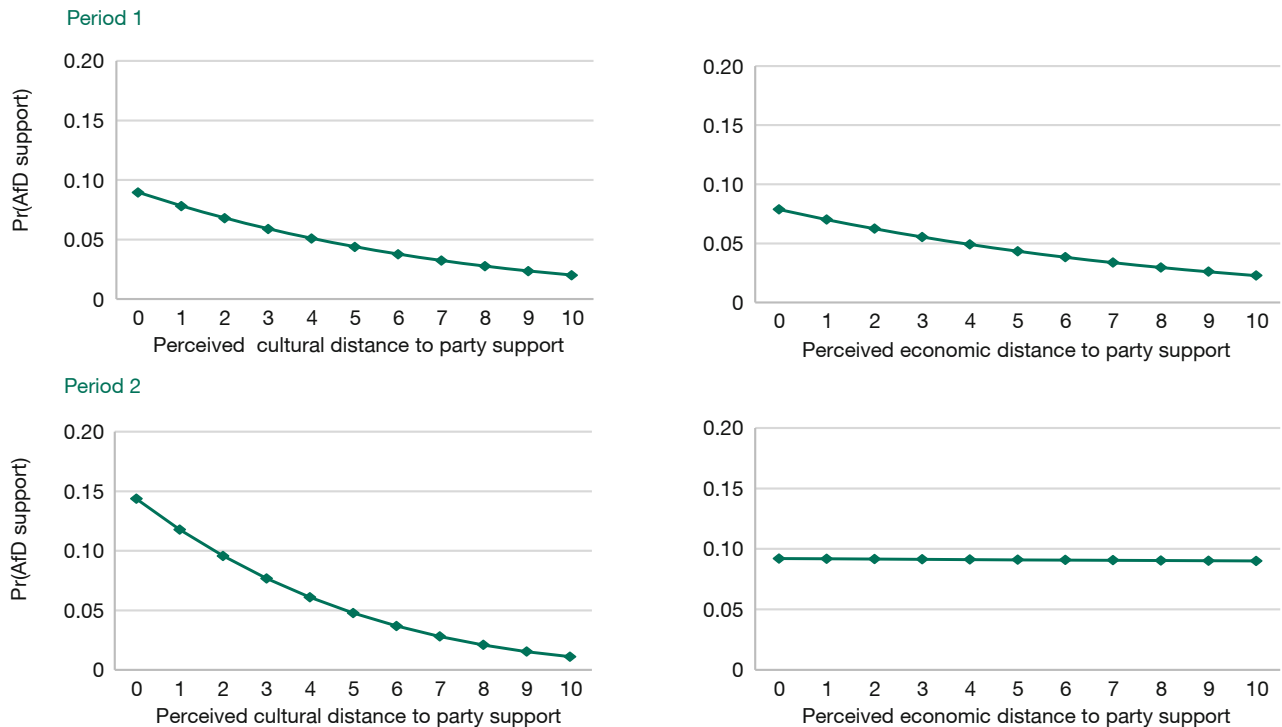 Period 1
Pr(AfD support)
0.20
0.15
0.10
0.05
0
0 1 2 3 4 5 6 7 8 9 10
Perceived cultural distance to party support
0.20
0.15
0.10
0.05
0
0 1 2 3 4 5 6 7 8 9 10
Perceived economic distance to party support
Period 2
Pr(AfD support)
0.20
0.15
0.10
0.05
0
0 1 2 3 4 5 6 7 8 9 10
Perceived cultural distance to party support
0.20
0.15
0.10
0.05
0
0 1 2 3 4 5 6 7 8 9 10
Perceived economic distance to party support